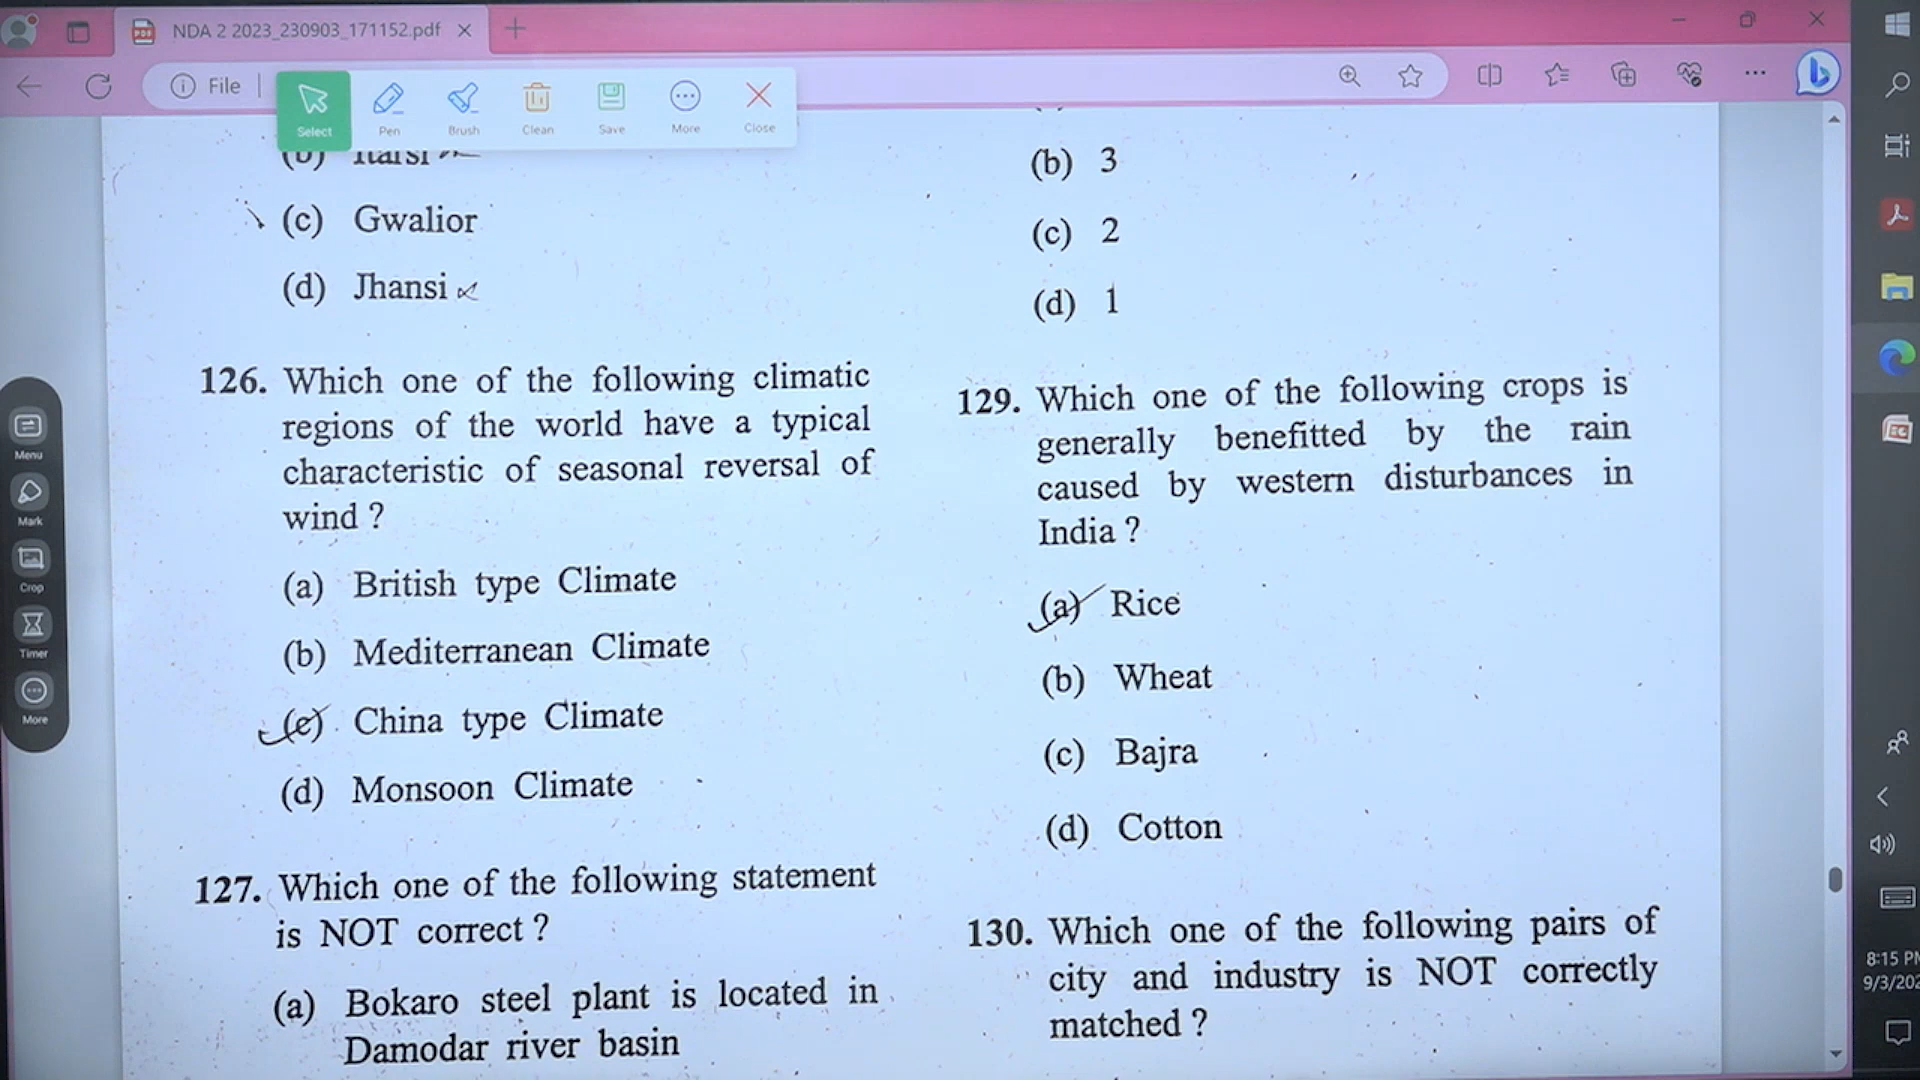 NDA 2 2023_230903_171152.pdf
File
Select
Pen
Brush
Clean
Save
More
Close
(b) Itarsi
(c) Gwalior
(d) Jhansi
126. Which one of the following climatic
regions of the world have a typical
characteristic of seasonal reversal of
wind ?
(a) British type Climate
(b) Mediterranean Climate
(c) China type Climate
(d) Monsoon Climate
127. Which one of the following statement
is NOT correct ?
(a) Bokaro steel plant is located in
Damodar river basin
(b) 3
(c) 2
(d) 1
129. Which one of the following crops is
generally benefitted by the rain
caused by western disturbances in
India ?
(a) Rice
(b) Wheat
(c) Bajra
(d) Cotton
130. Which one of the following pairs of
city and industry is NOT correctly
matched ?
Menu
Mark
Crop
Timer
More
8:15 PM
9/3/202